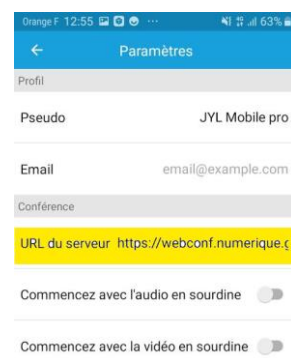 Orange F 12:55 ... 63%
Paramètres
Profil
Pseudo JYL Mobile pro
Email email@example.com
Conférence
URL du serveur https://webconf.numerique.g
Commencez avec l'audio en sourdine
Commencez avec la vidéo en sourdine